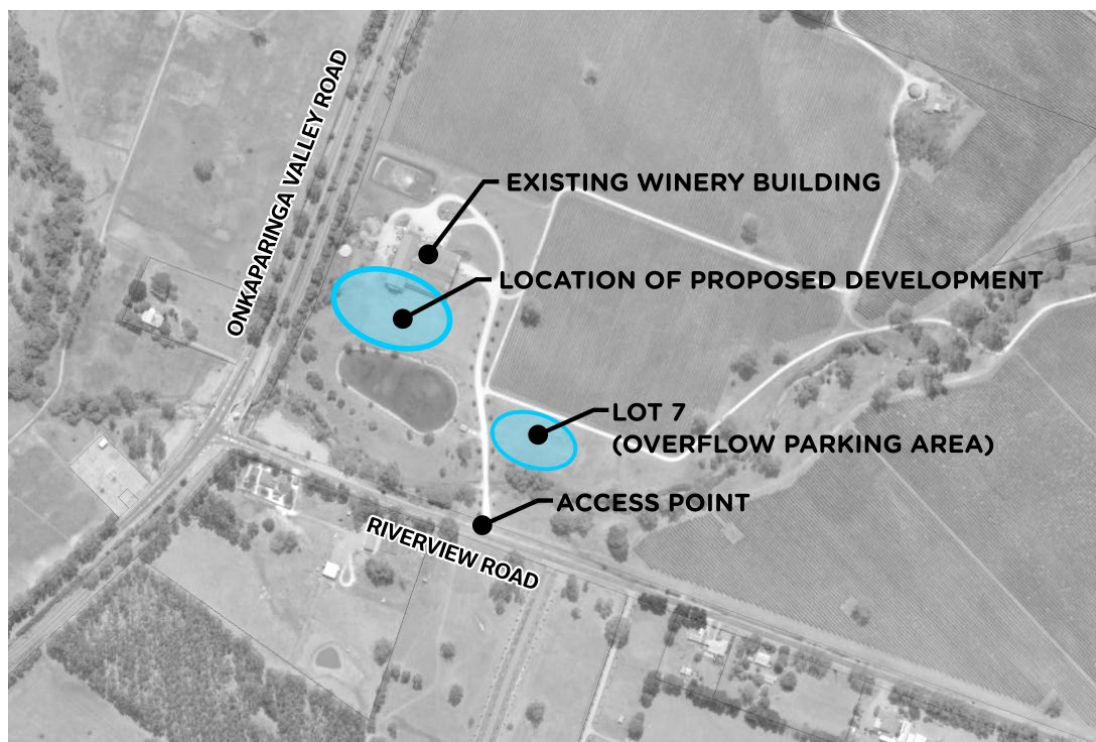 ONKAPARINGA VALLEY ROAD
EXISTING WINERY BUILDING
LOCATION OF PROPOSED DEVELOPMENT
LOT 7
(OVERFLOW PARKING AREA)
ACCESS POINT
RIVERVIEW ROAD